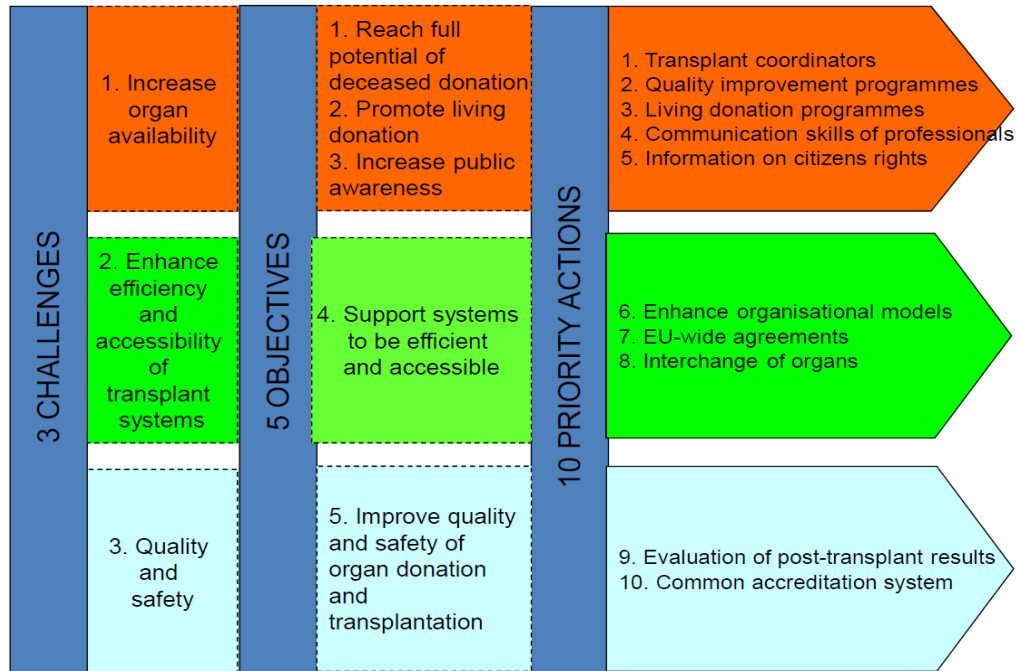 3 CHALLENGES
1. Increase
organ
availability
2. Enhance
efficiency
and
accessibility
of
transplant
systems
3. Quality
and
safety
5 OBJECTIVES
1. Reach full
potential of
deceased donation
2. Promote living
donation
3. Increase public
awareness
4. Support systems
to be efficient
and accessible
5. Improve quality
and safety of
organ donation
and
transplantation
10 PRIORITY ACTIONS
1. Transplant coordinators
2. Quality improvement programmes
3. Living donation programmes
4. Communication skills of professionals
5. Information on citizens rights
6. Enhance organisational models
7. EU-wide agreements
8. Interchange of organs
9. Evaluation of post-transplant results
10. Common accreditation system